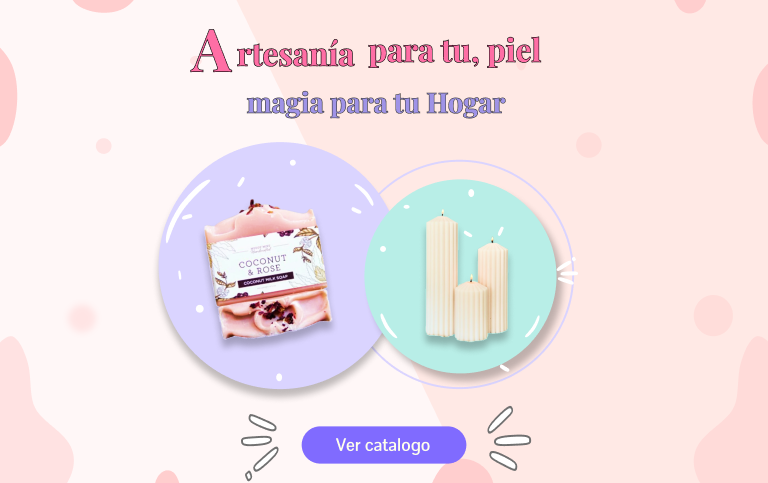 Artesanía para tu, piel
magia para tu Hogar
COCONUT
& ROSE
COCONUT MILK SOAP
Ver catalogo